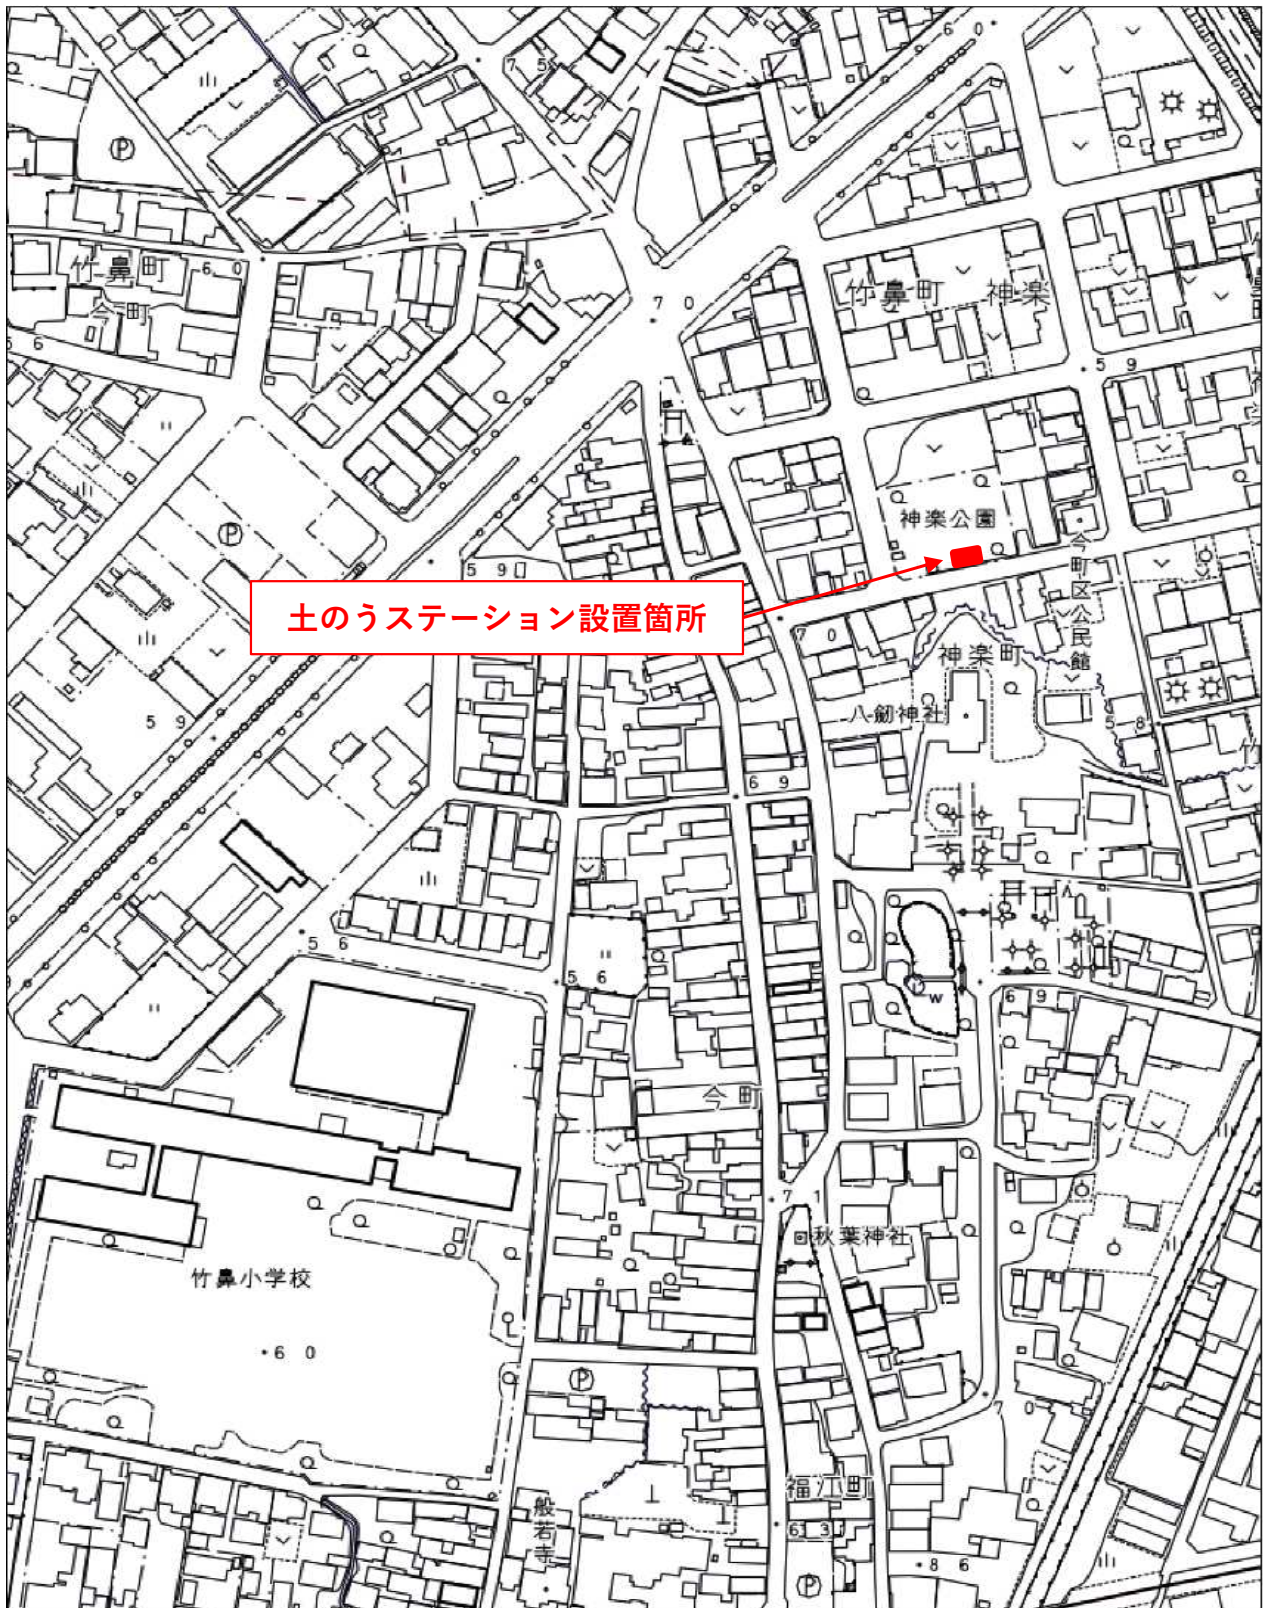 6 0
7 5
P
竹鼻町
6 0
今町
5 6
7 0
竹鼻町 神楽
5 9
P
神楽公園
5 9
土のうステーション設置箇所
今町区公民館
7 0
神楽町
5 9
八剱神社
5 8
6 9
5 6
5 6
W
6 9
今町
7 1
秋葉神社
竹鼻小学校
6 0
P
7 0
福江町
般若寺
6 3
8 6
P